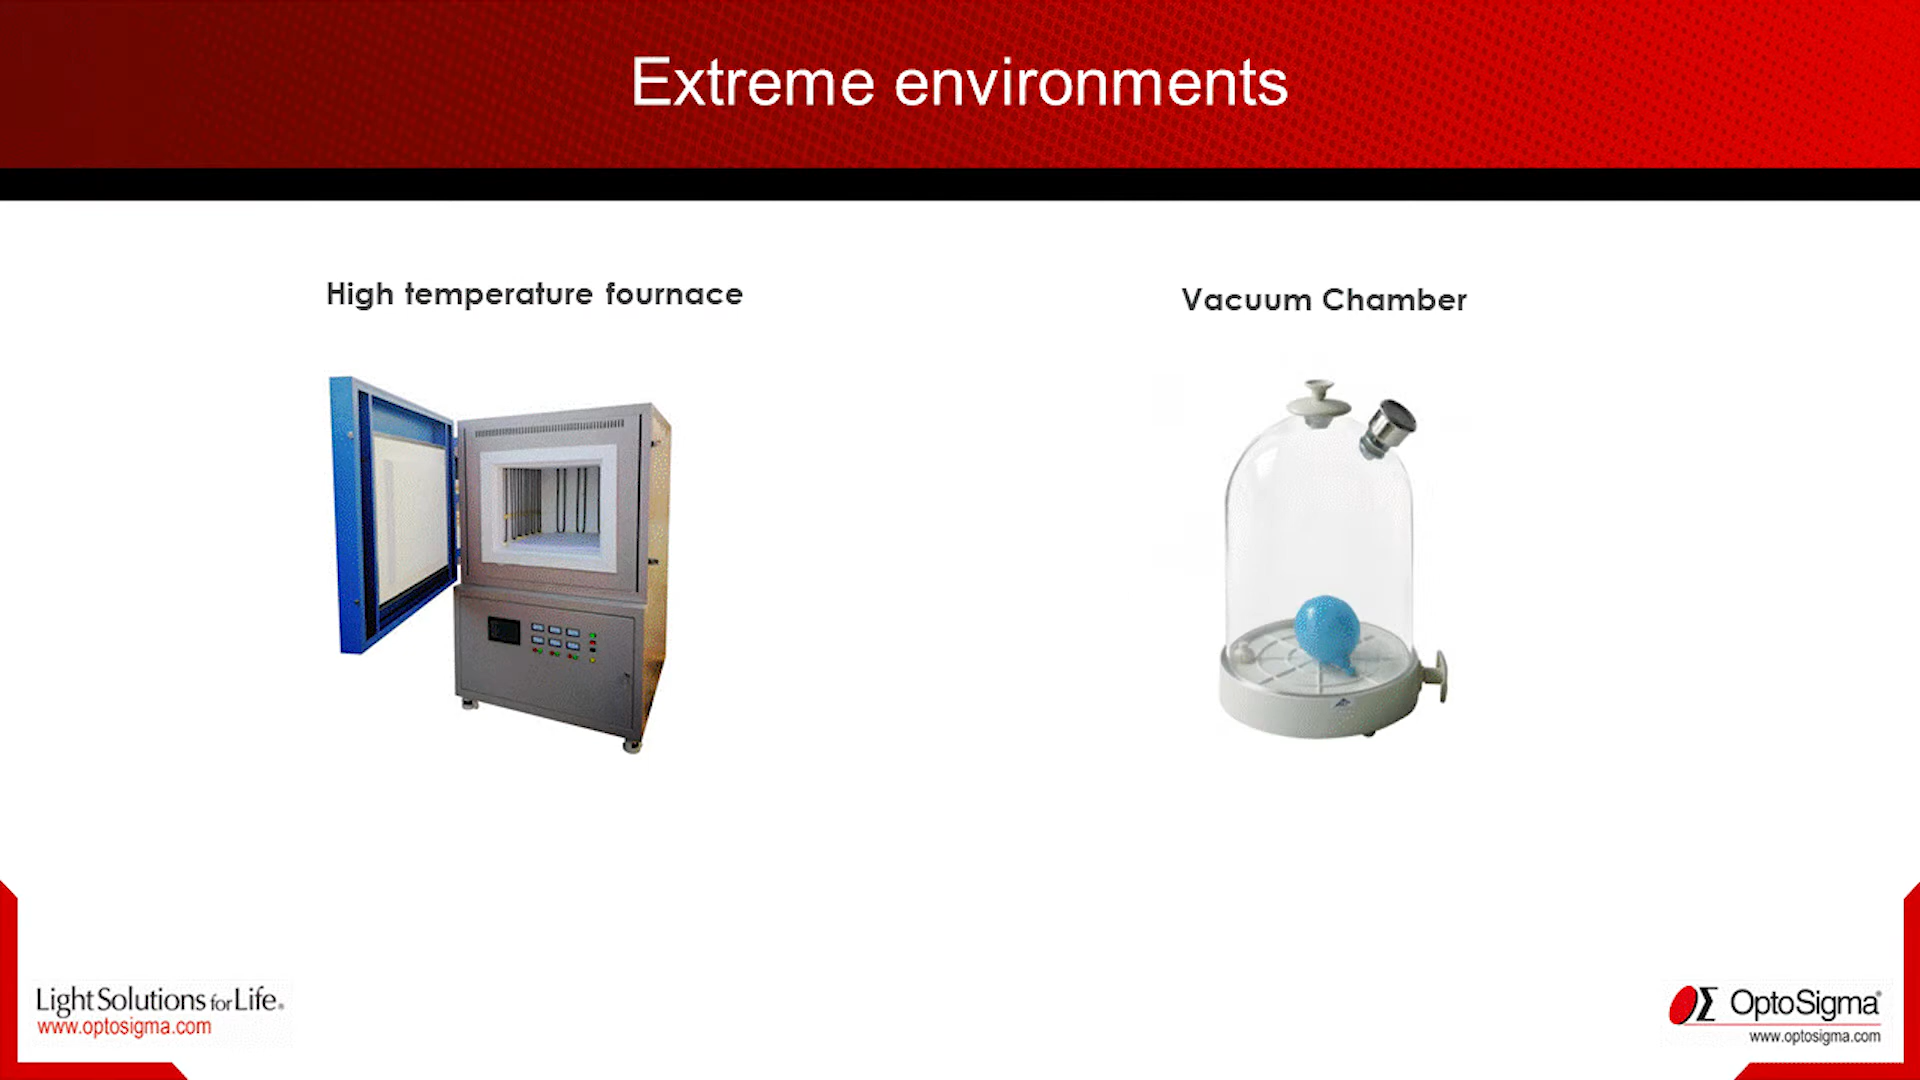 Extreme environments
High temperature fournace
Vacuum Chamber
Light Solutions for Life®
www.optosigma.com
OptoSigma®
www.optosigma.com